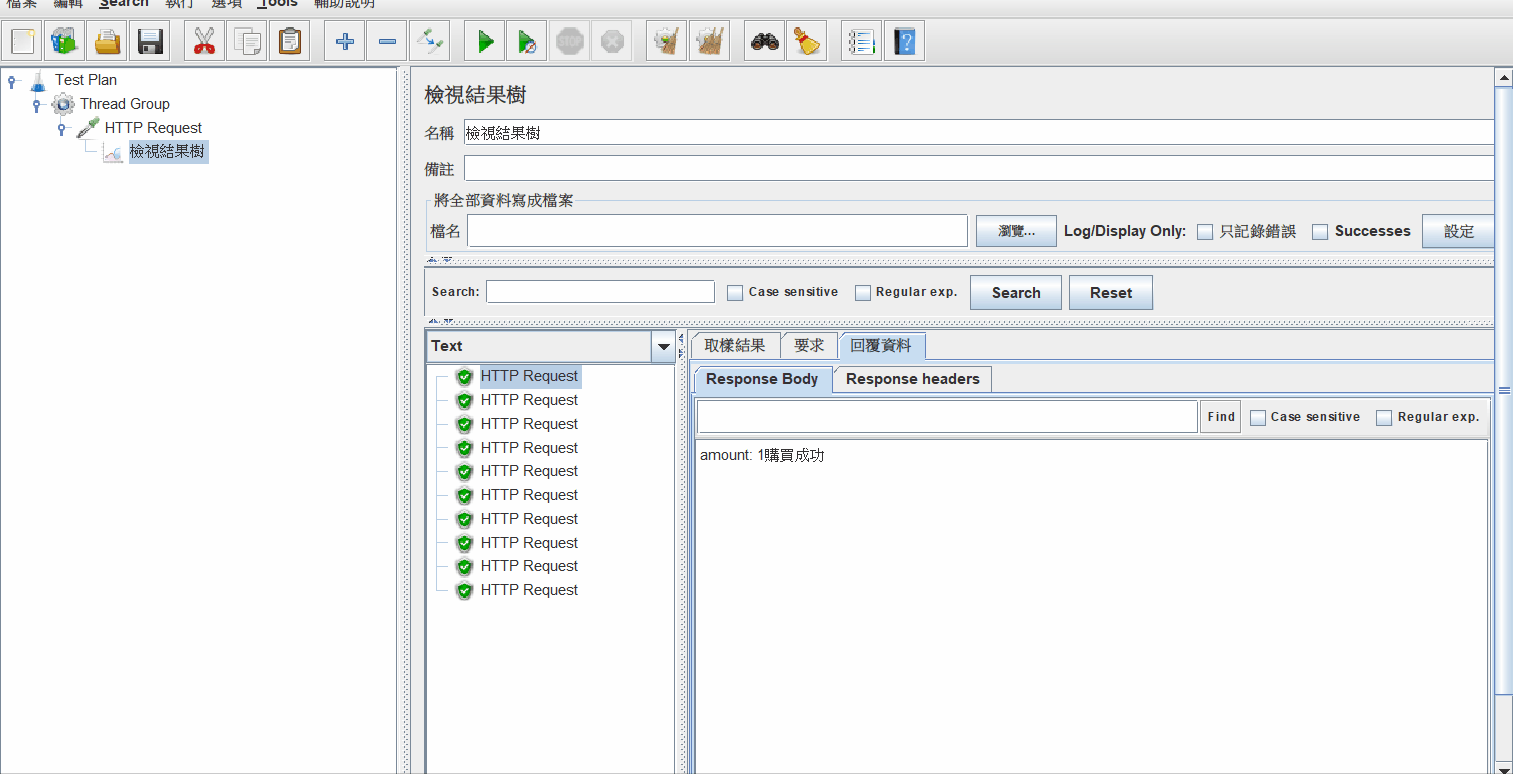 檔案 編輯 Search 執行 選項 Tools 輔助說明
STOP
Test Plan
Thread Group
HTTP Request
檢視結果樹
檢視結果樹
名稱 檢視結果樹
備註
將全部資料寫成檔案
檔名 瀏覽... Log/Display Only: 只記錄錯誤 Successes 設定
Search: Case sensitive Regular exp. Search Reset
Text
HTTP Request
HTTP Request
HTTP Request
HTTP Request
HTTP Request
HTTP Request
HTTP Request
HTTP Request
HTTP Request
HTTP Request
取樣結果 要求 回覆資料
Response Body Response headers
Find Case sensitive Regular exp.
amount: 1購買成功